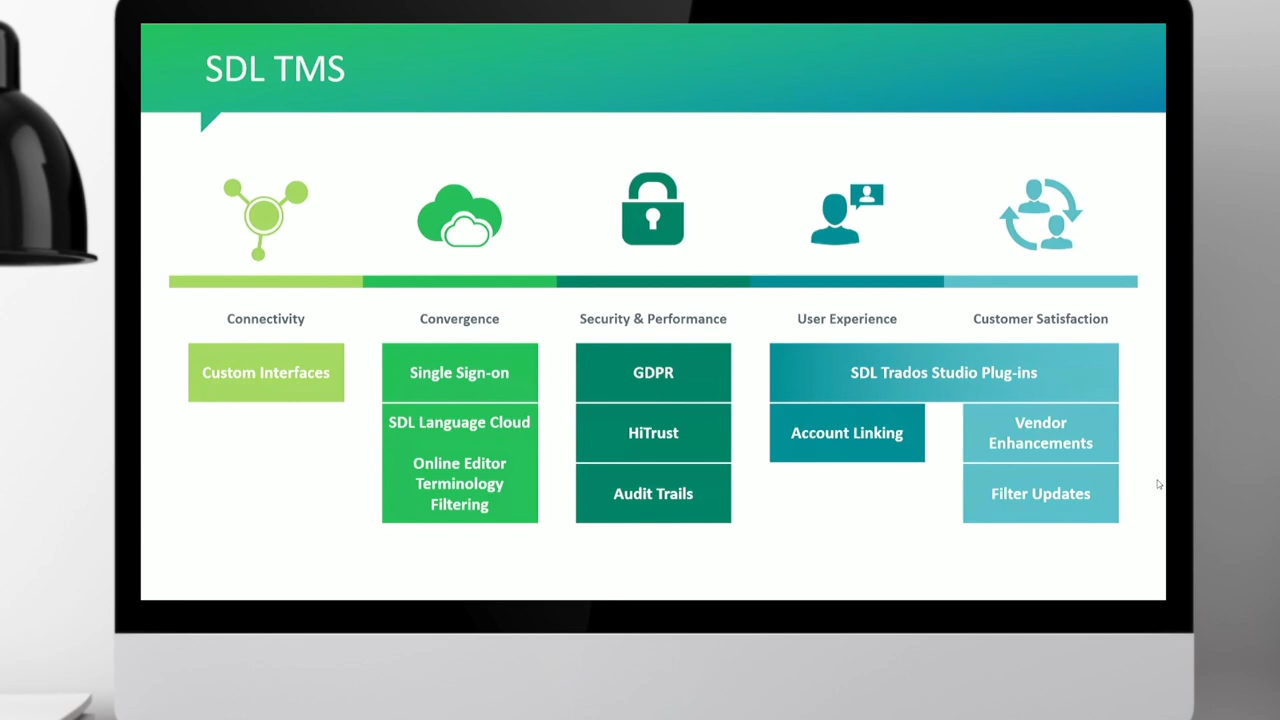 SDL TMS
Connectivity
Convergence
Security & Performance
User Experience
Customer Satisfaction
Custom Interfaces
Single Sign-on
GDPR
SDL Trados Studio Plug-ins
SDL Language Cloud
Online Editor
Terminology
Filtering
HiTrust
Account Linking
Vendor
Enhancements
Audit Trails
Filter Updates